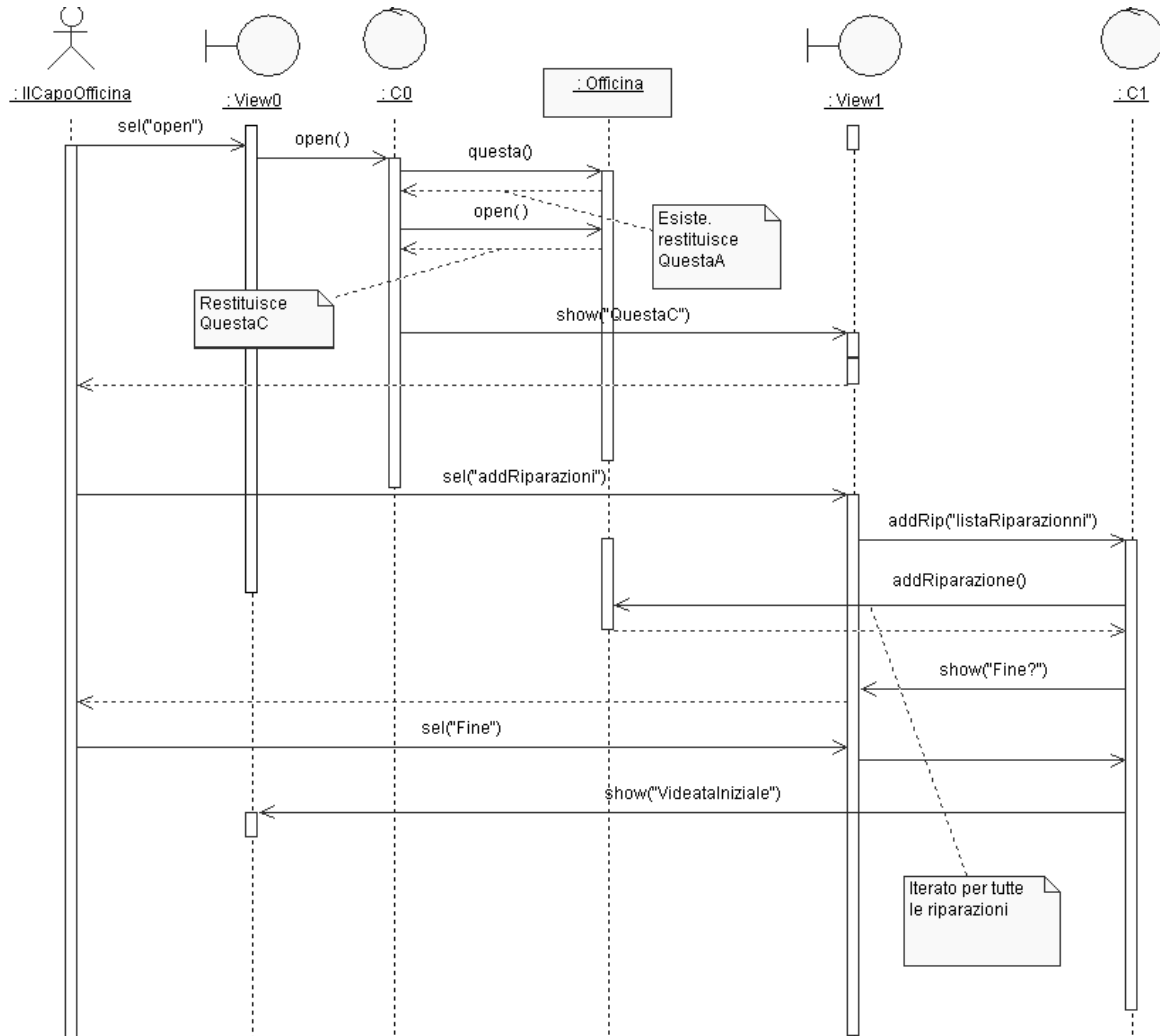 : IlCapoOfficina
: View0
: C0
: Officina
: View1
: C1
sel("open")
open( )
questa()
open( )
Esiste.
restituisce
QuestaA
Restituisce
QuestaC
show("QuestaC")
sel("addRiparazioni")
addRip("listaRiparazionni")
addRiparazione()
show("Fine?")
sel("Fine")
show("VideataIniziale")
Iterato per tutte
le riparazioni